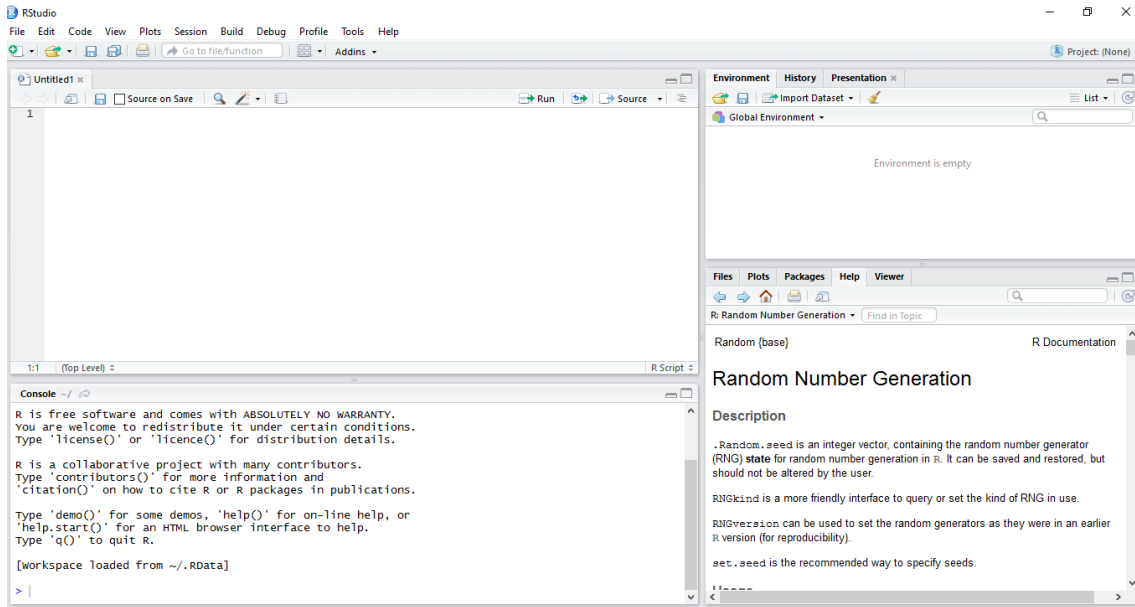 RStudio
File Edit Code View Plots Session Build Debug Profile Tools Help
Go to file/function Addins Project: (None)
Untitled1
Source on Save Run Source
1
1:1 (Top Level) R Script
Console ~/
R is free software and comes with ABSOLUTELY NO WARRANTY.
You are welcome to redistribute it under certain conditions.
Type 'license()' or 'licence()' for distribution details.
R is a collaborative project with many contributors.
Type 'contributors()' for more information and
'citation()' on how to cite R or R packages in publications.
Type 'demo()' for some demos, 'help()' for on-line help, or
'help.start()' for an HTML browser interface to help.
Type 'q()' to quit R.
[Workspace loaded from ~/.RData]
>
Environment History Presentation
Import Dataset List
Global Environment
Environment is empty
Files Plots Packages Help Viewer
R: Random Number Generation Find in Topic
Random {base} R Documentation
Random Number Generation
Description
.Random.seed is an integer vector, containing the random number generator
(RNG) state for random number generation in R. It can be saved and restored, but
should not be altered by the user.
RNGkind is a more friendly interface to query or set the kind of RNG in use.
RNGversion can be used to set the random generators as they were in an earlier
R version (for reproducibility).
set.seed is the recommended way to specify seeds.